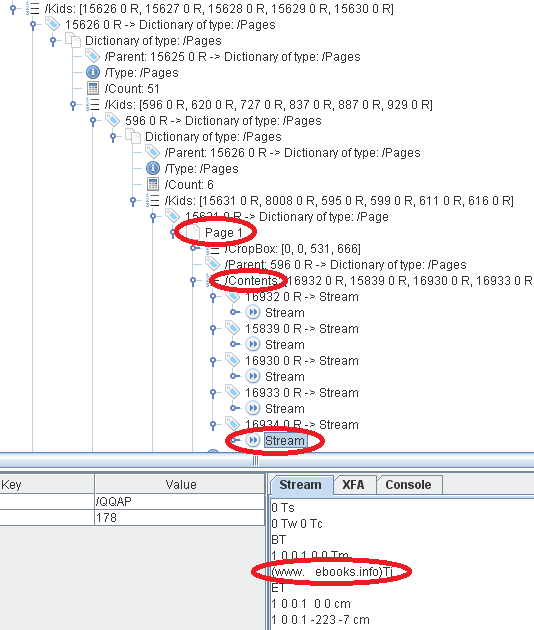 /Kids: [15626 0 R, 15627 0 R, 15628 0 R, 15629 0 R, 15630 0 R]
15626 0 R -> Dictionary of type: /Pages
Dictionary of type: /Pages
/Parent: 15625 0 R -> Dictionary of type: /Pages
/Type: /Pages
/Count: 51
/Kids: [596 0 R, 620 0 R, 727 0 R, 837 0 R, 887 0 R, 929 0 R]
596 0 R -> Dictionary of type: /Pages
Dictionary of type: /Pages
/Parent: 15626 0 R -> Dictionary of type: /Pages
/Type: /Pages
/Count: 6
/Kids: [15631 0 R, 8008 0 R, 595 0 R, 599 0 R, 611 0 R, 616 0 R]
15631 0 R -> Dictionary of type: /Page
Page 1
/CropBox: [0, 0, 531, 666]
/Parent: 596 0 R -> Dictionary of type: /Pages
/Contents: [16932 0 R, 15839 0 R, 16930 0 R, 16933 0 R
16932 0 R -> Stream
Stream
15839 0 R -> Stream
Stream
16930 0 R -> Stream
Stream
16933 0 R -> Stream
Stream
16934 0 R -> Stream
Stream
Key Value
/QQAP
178
Stream XFA Console
0 Ts
0 Tw 0 Tc
BT
1 0 0 1 0 0 Tm
(www. ebooks.info)Tj
ET
1 0 0 1 0 0 cm
1 0 0 1 -223 -7 cm